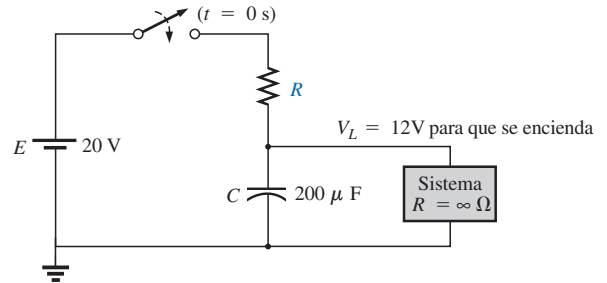 (t = 0 s)
R
V_L = 12V para que se encienda
E
20 V
C
200 μ F
Sistema
R = ∞ Ω